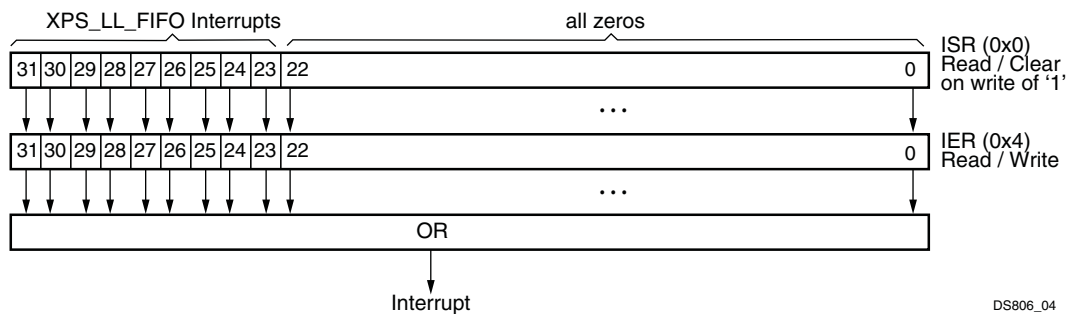 XPS_LL_FIFO Interrupts all zeros
31 30 29 28 27 26 25 24 23 22 0
ISR (0x0)
Read / Clear
on write of '1'
...
31 30 29 28 27 26 25 24 23 22 0
IER (0x4)
Read / Write
...
OR
Interrupt
DS806_04